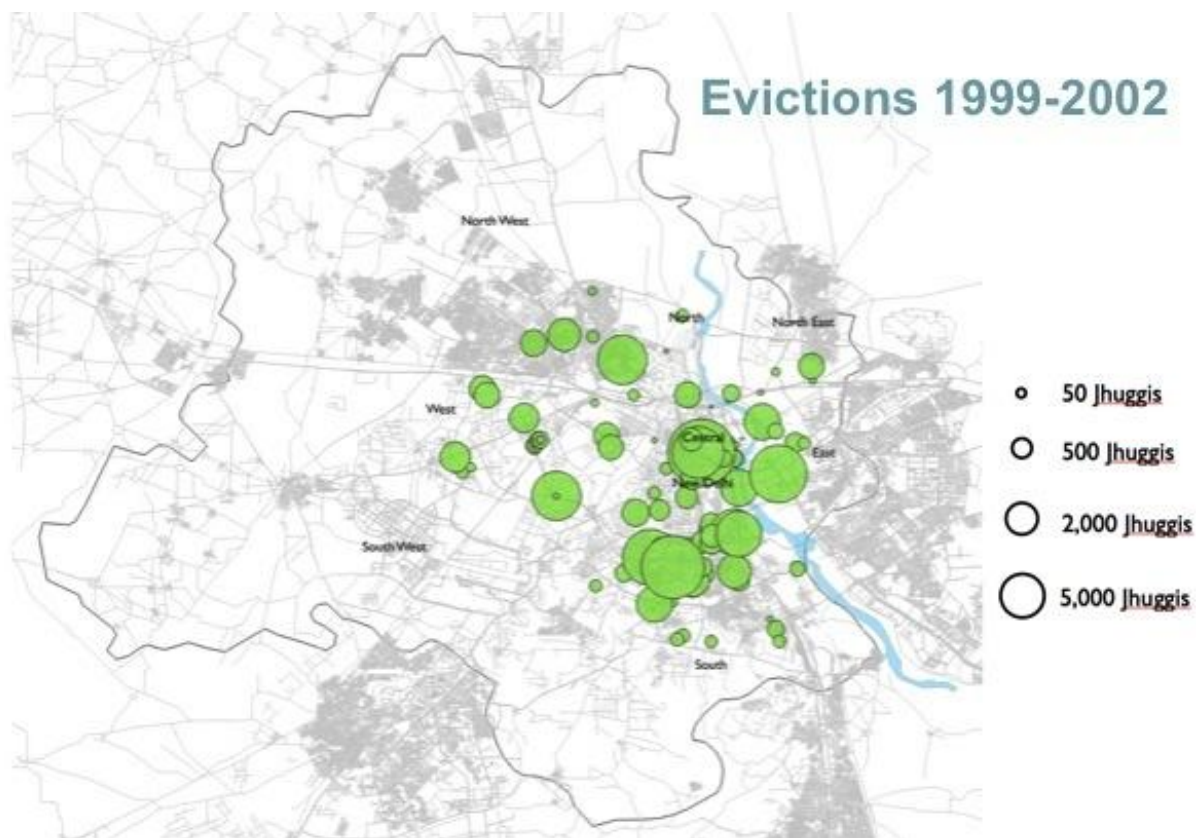 Evictions 1999-2002
North West
North
North East
West
Central
East
New Delhi
South West
South
50 Jhuggis
500 Jhuggis
2,000 Jhuggis
5,000 Jhuggis